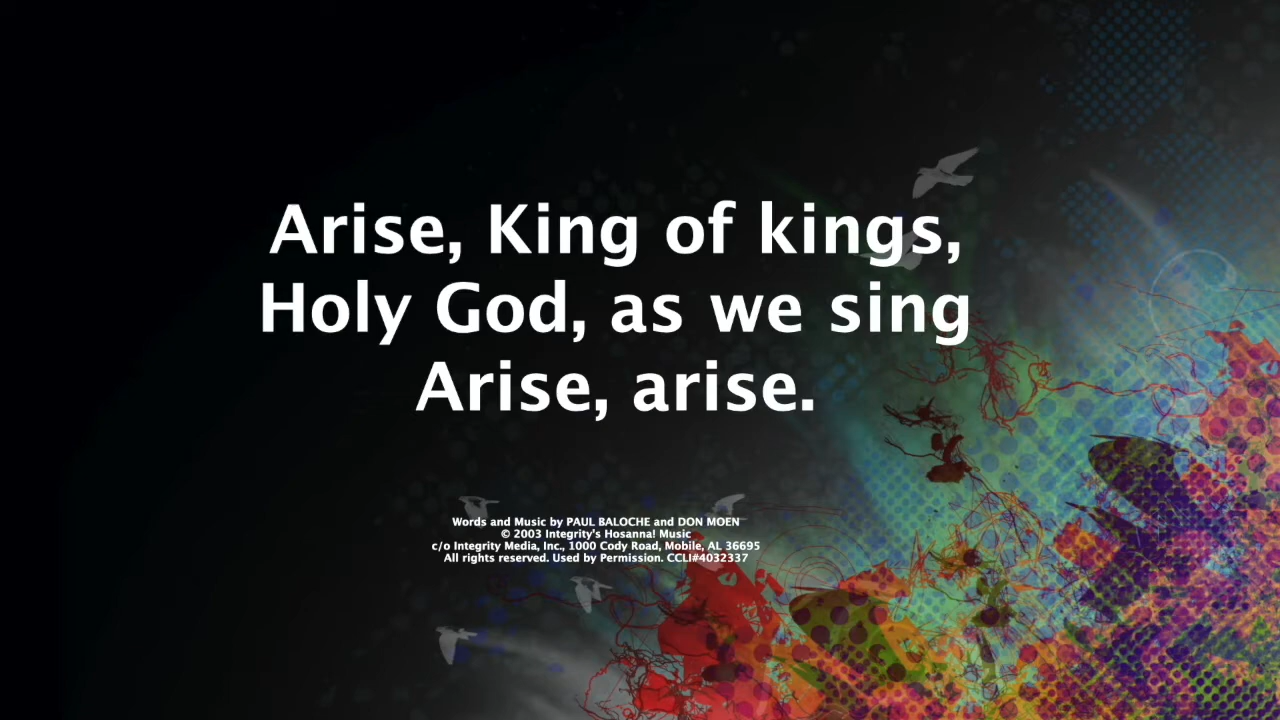 Arise, King of kings,
Holy God, as we sing
Arise, arise.
Words and Music by PAUL BALOCHE and DON MOEN
© 2003 Integrity's Hosanna! Music
c/o Integrity Media, Inc., 1000 Cody Road, Mobile, AL 36695
All rights reserved. Used by Permission. CCLI#4032337